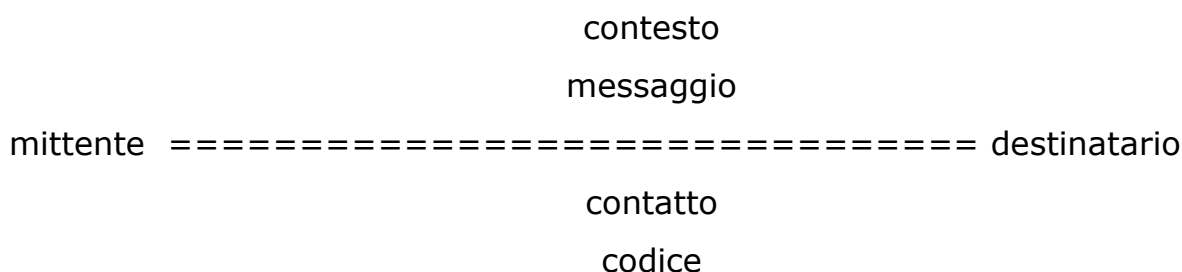 contesto
messaggio
mittente =============================== destinatario
contatto
codice